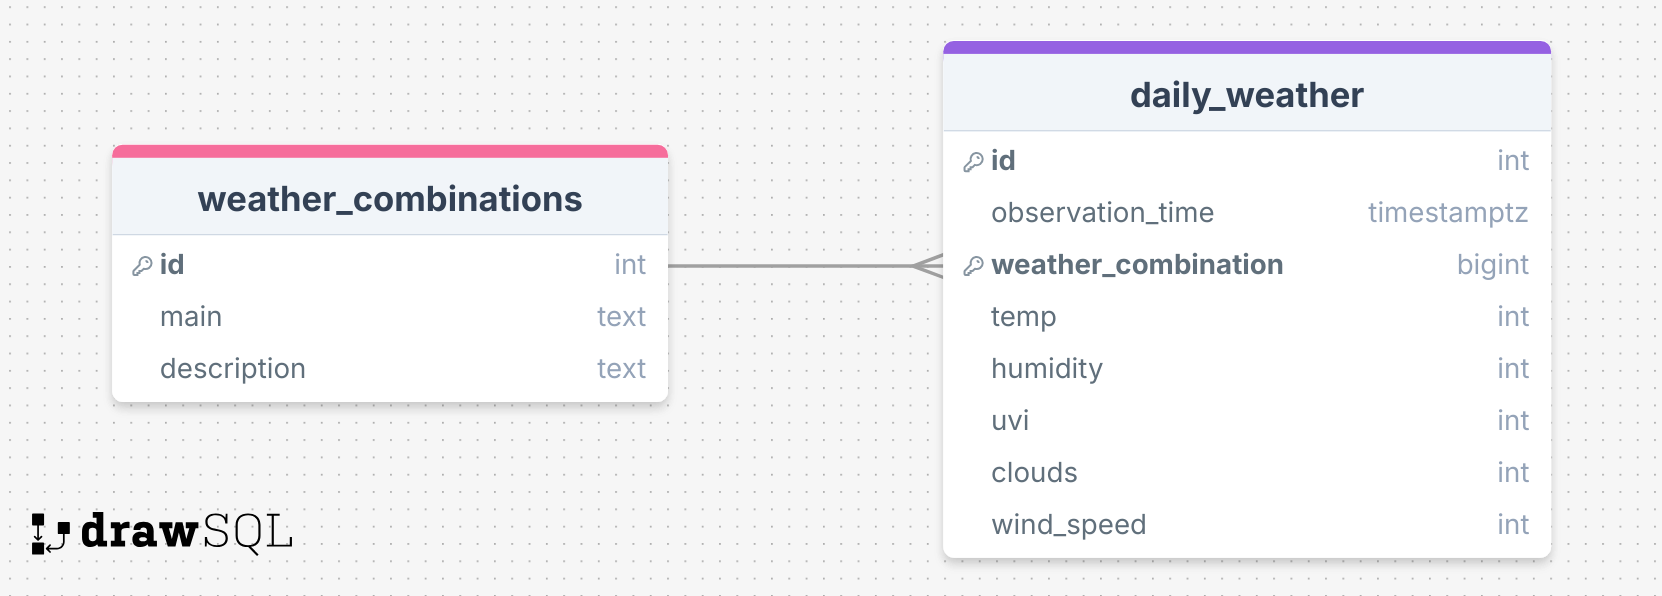 weather_combinations
id int
main text
description text
daily_weather
id int
observation_time timestamptz
weather_combination bigint
temp int
humidity int
uvi int
clouds int
wind_speed int
drawSQL